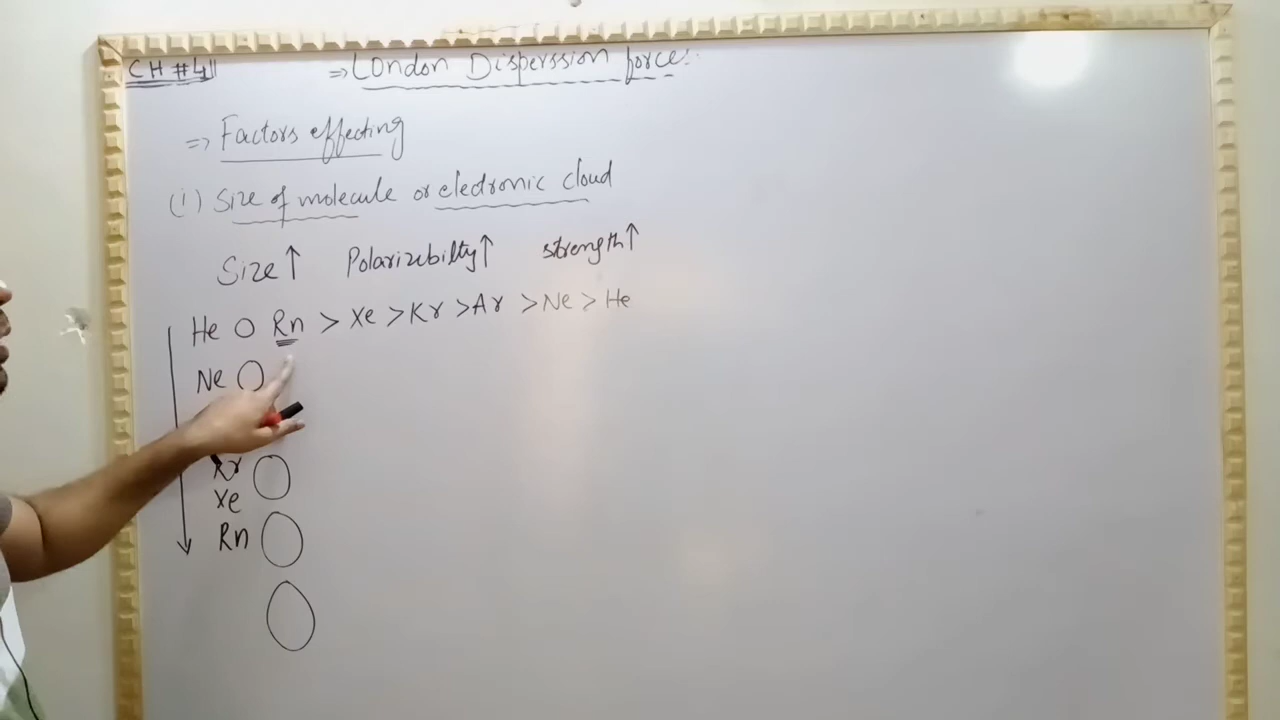 CH #4
⇒ London Disperssion force:
⇒ Factors effecting
(1) Size of molecule or electronic cloud
Size ↑ Polarizebilty ↑ strength ↑
He Rn > Xe > Kr > Ar > Ne > He
Ne
Kr
Xe
Rn